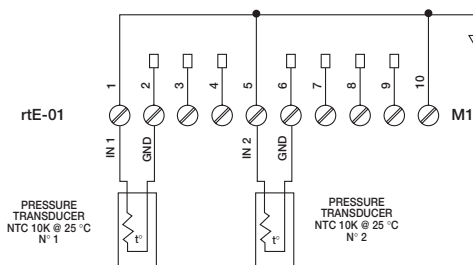 1 2 3 4 5 6 7 8 9 10
rtE-01 M1
IN 1 GND IN 2 GND
PRESSURE
TRANSDUCER
NTC 10K @ 25 °C
N° 1
t°
t°
PRESSURE
TRANSDUCER
NTC 10K @ 25 °C
N° 2